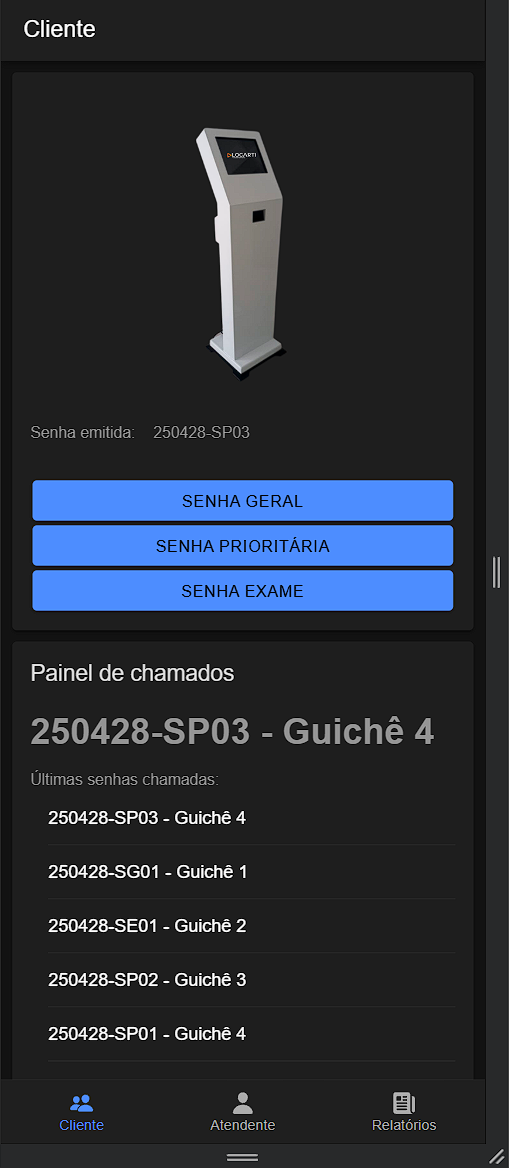 Cliente
LOCARTI
Senha emitida: 250428-SP03
SENHA GERAL
SENHA PRIORITÁRIA
SENHA EXAME
Painel de chamados
250428-SP03 - Guichê 4
Últimas senhas chamadas:
250428-SP03 - Guichê 4
250428-SG01 - Guichê 1
250428-SE01 - Guichê 2
250428-SP02 - Guichê 3
250428-SP01 - Guichê 4
Cliente
Atendente
Relatórios